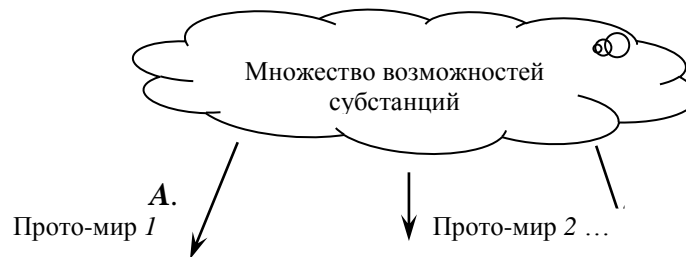 Множество возможностей
субстанций
А.
Прото-мир 1 Прото-мир 2 …